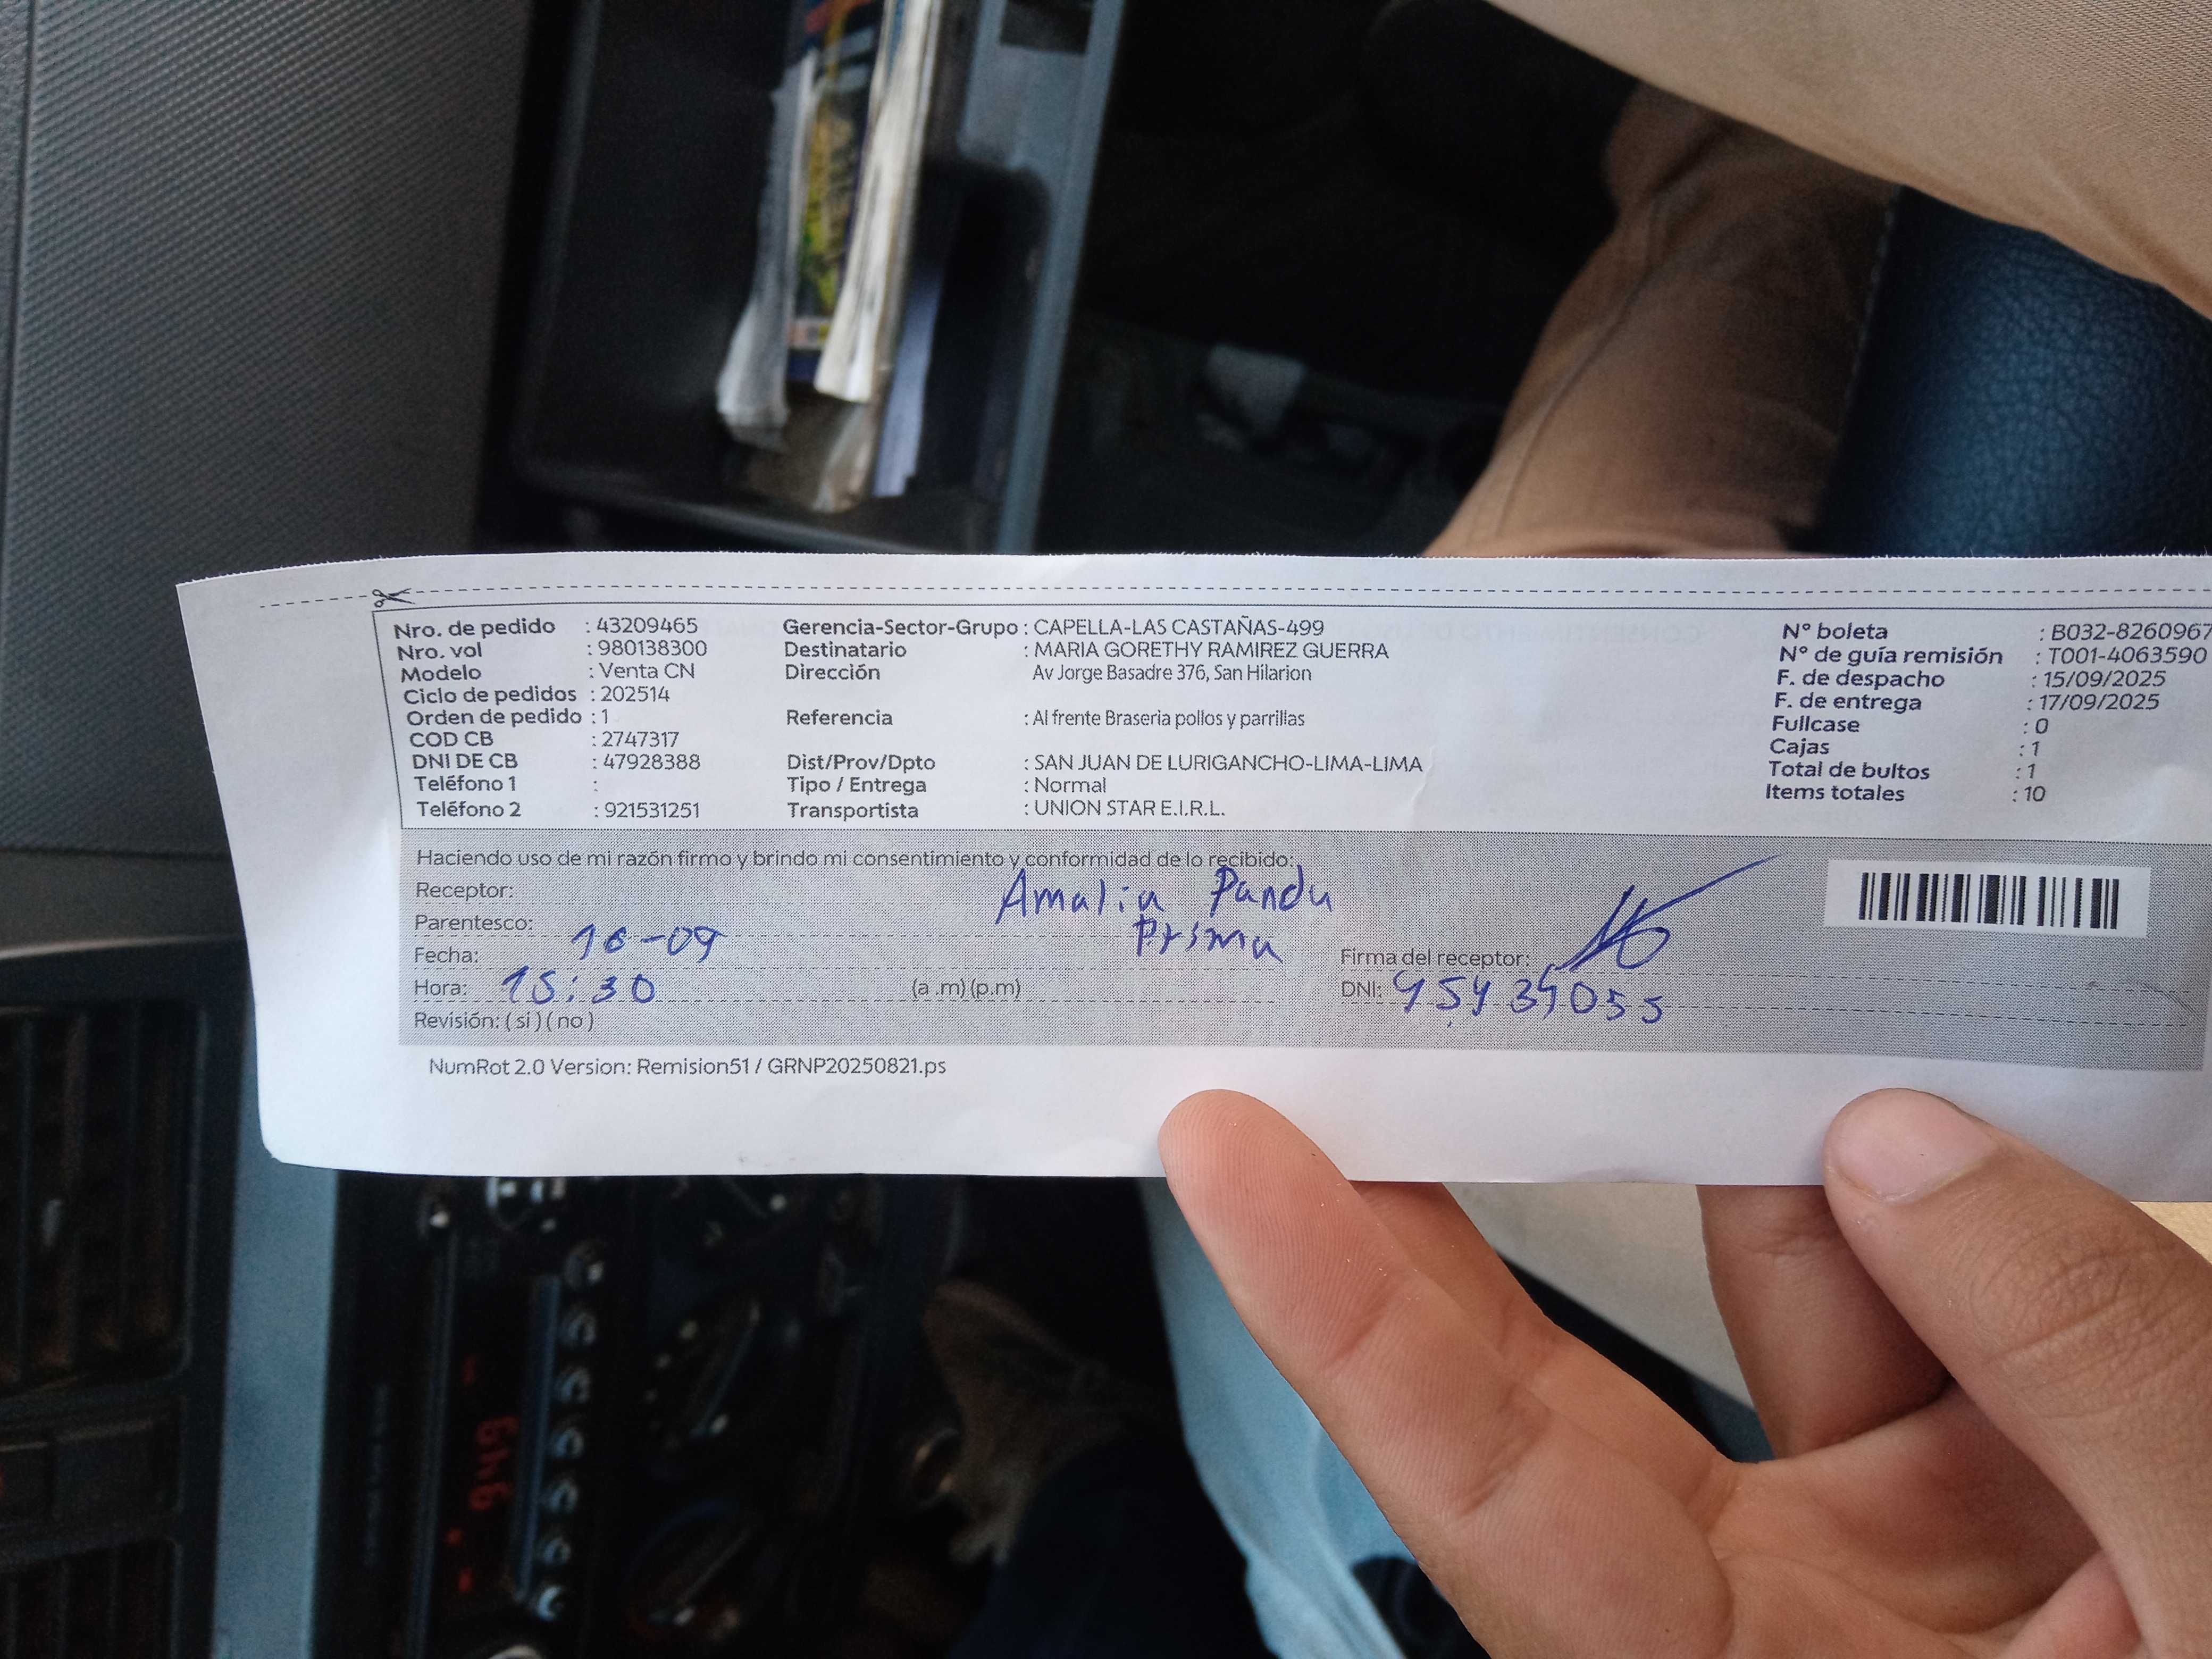 Nro. de pedido : 43209465 Gerencia-Sector-Grupo : CAPELLA-LAS CASTAÑAS-499 N° boleta : B032-8260967
Nro. vol : 980138300 Destinatario : MARIA GORETHY RAMIREZ GUERRA N° de guía remisión : T001-4063590
Modelo : Venta CN Dirección Av Jorge Basadre 376, San Hilarion F. de despacho : 15/09/2025
Ciclo de pedidos : 202514 F. de entrega : 17/09/2025
Orden de pedido : 1 Referencia : Al frente Braseria pollos y parrillas Fullcase : 0
COD CB : 2747317 Cajas : 1
DNI DE CB : 47928388 Dist/Prov/Dpto : SAN JUAN DE LURIGANCHO-LIMA-LIMA Total de bultos : 1
Teléfono 1 : Tipo / Entrega : Normal Items totales : 10
Teléfono 2 : 921531251 Transportista : UNION STAR E.I.R.L.
Haciendo uso de mi razón firmo y brindo mi consentimiento y conformidad de lo recibido:
Receptor: Amalia Pandu
Parentesco: Prima
Fecha: 16-09 Firma del receptor:
Hora: 15:30 (a .m) (p.m) DNI:
Revisión: ( si ) ( no )
NumRot 2.0 Version: Remision51 / GRNP20250821.ps